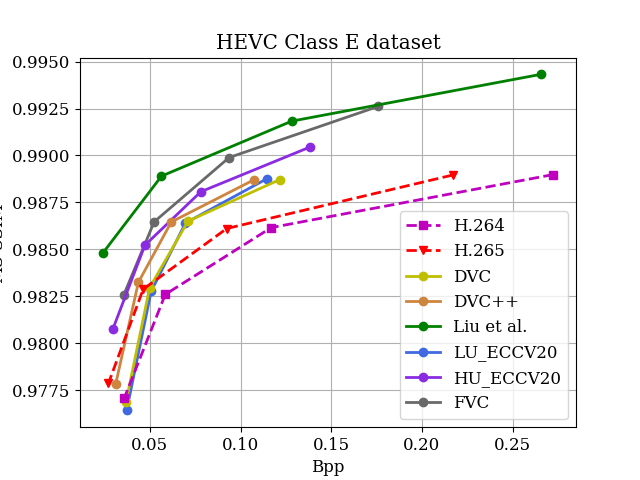 HEVC Class E dataset
0.9950
0.9925
0.9900
0.9875
0.9850
0.9825
0.9800
0.9775
0.05
0.10
0.15
0.20
0.25
Bpp
H.264
H.265
DVC
DVC++
Liu et al.
LU_ECCV20
HU_ECCV20
FVC